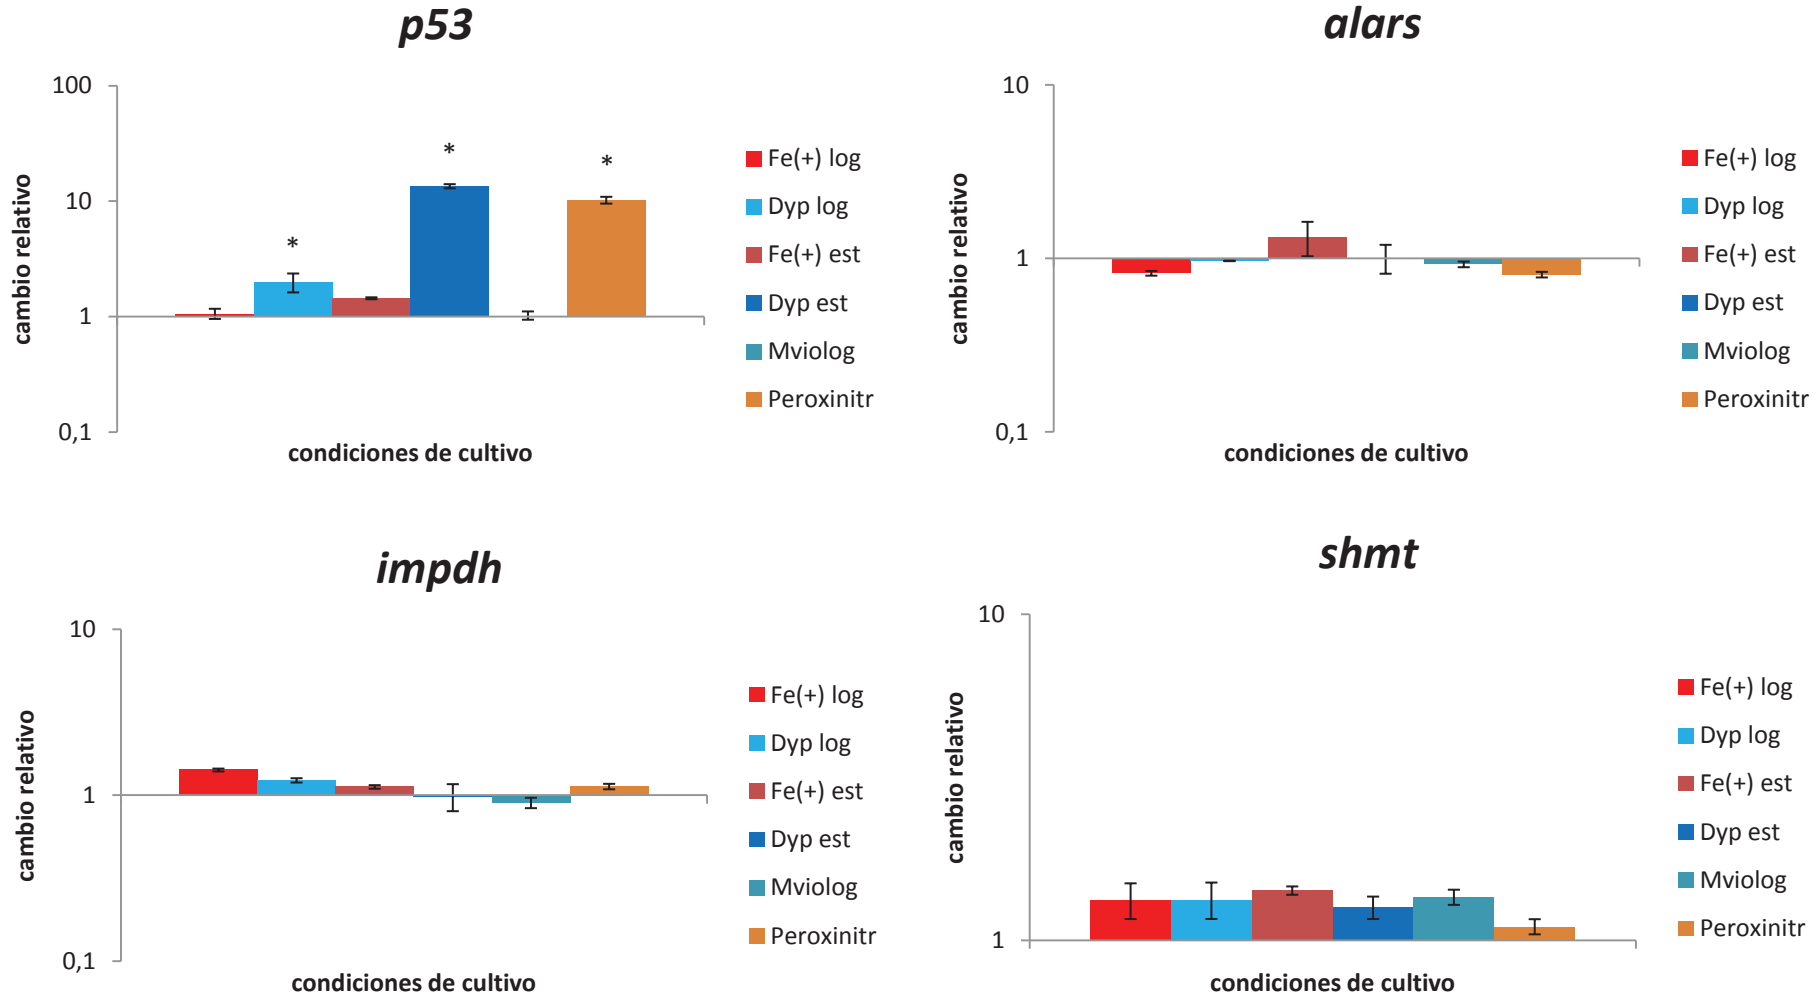 p53
100
10
1
0,1
cambio relativo
*
*
*
condiciones de cultivo
Fe(+) log
Dyp log
Fe(+) est
Dyp est
Mviolog
Peroxinitr
alars
10
1
0,1
cambio relativo
condiciones de cultivo
Fe(+) log
Dyp log
Fe(+) est
Dyp est
Mviolog
Peroxinitr
impdh
10
1
0,1
cambio relativo
condiciones de cultivo
Fe(+) log
Dyp log
Fe(+) est
Dyp est
Mviolog
Peroxinitr
shmt
10
1
cambio relativo
condiciones de cultivo
Fe(+) log
Dyp log
Fe(+) est
Dyp est
Mviolog
Peroxinitr